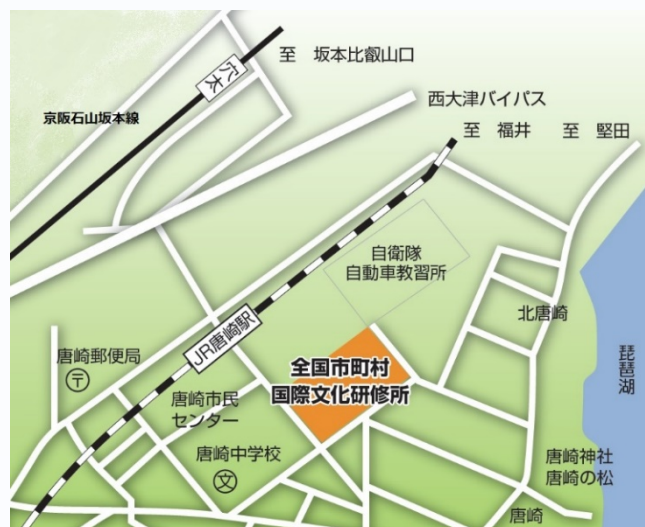 至 坂本比叡山口
穴太
京阪石山坂本線
西大津バイパス
至 福井
至 堅田
自衛隊
自動車教習所
北唐崎
JR唐崎駅
琵琶湖
唐崎郵便局
〒
全国市町村
国際文化研修所
唐崎市民
センター
唐崎中学校
文
唐崎神社
唐崎の松
唐崎